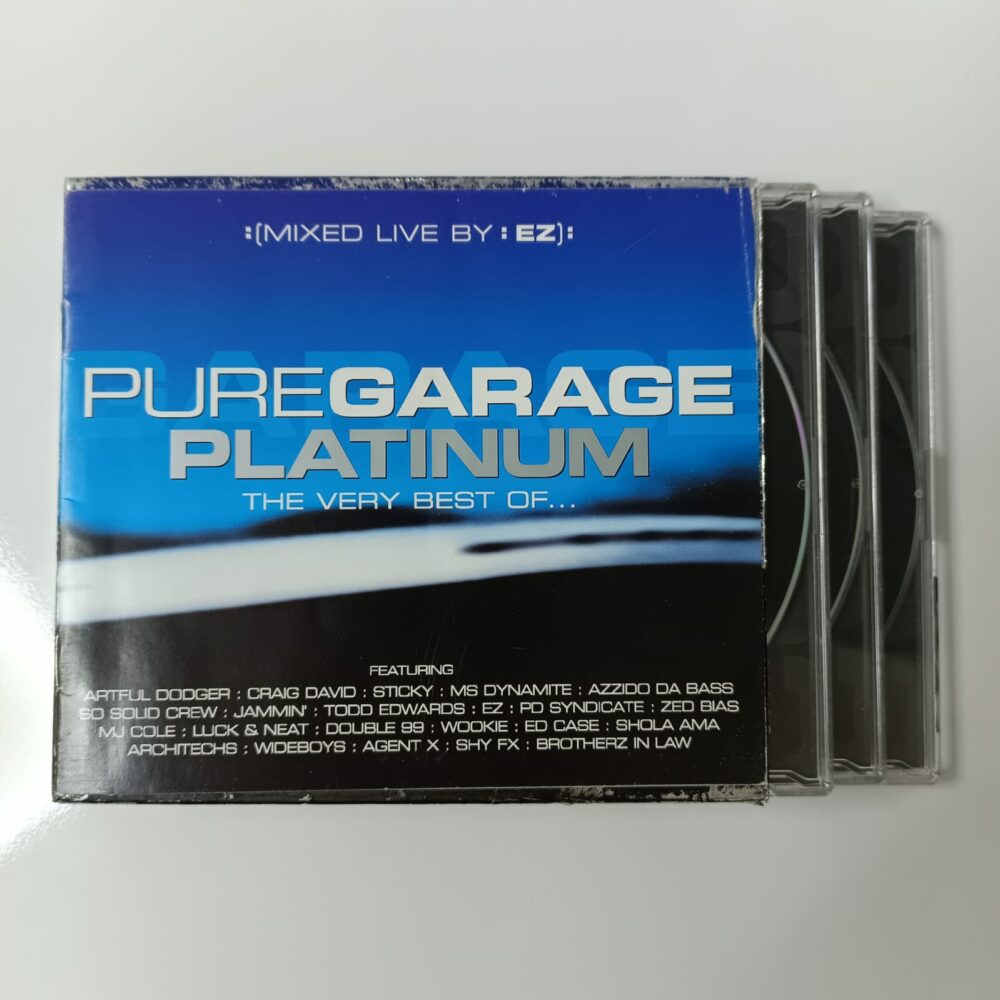 :(MIXED LIVE BY : EZ):
GARAGE
PUREGARAGE
PLATINUM
THE VERY BEST OF...
FEATURING
ARTFUL DODGER : CRAIG DAVID : STICKY : MS DYNAMITE : AZZIDO DA BASS
SO SOLID CREW : JAMMIN' : TODD EDWARDS : EZ : PD SYNDICATE : ZED BIAS
MJ COLE : LUCK & NEAT : DOUBLE 99 : WOOKIE : ED CASE : SHOLA AMA
ARCHITECHS : WIDEBOYS : AGENT X : SHY FX : BROTHERZ IN LAW